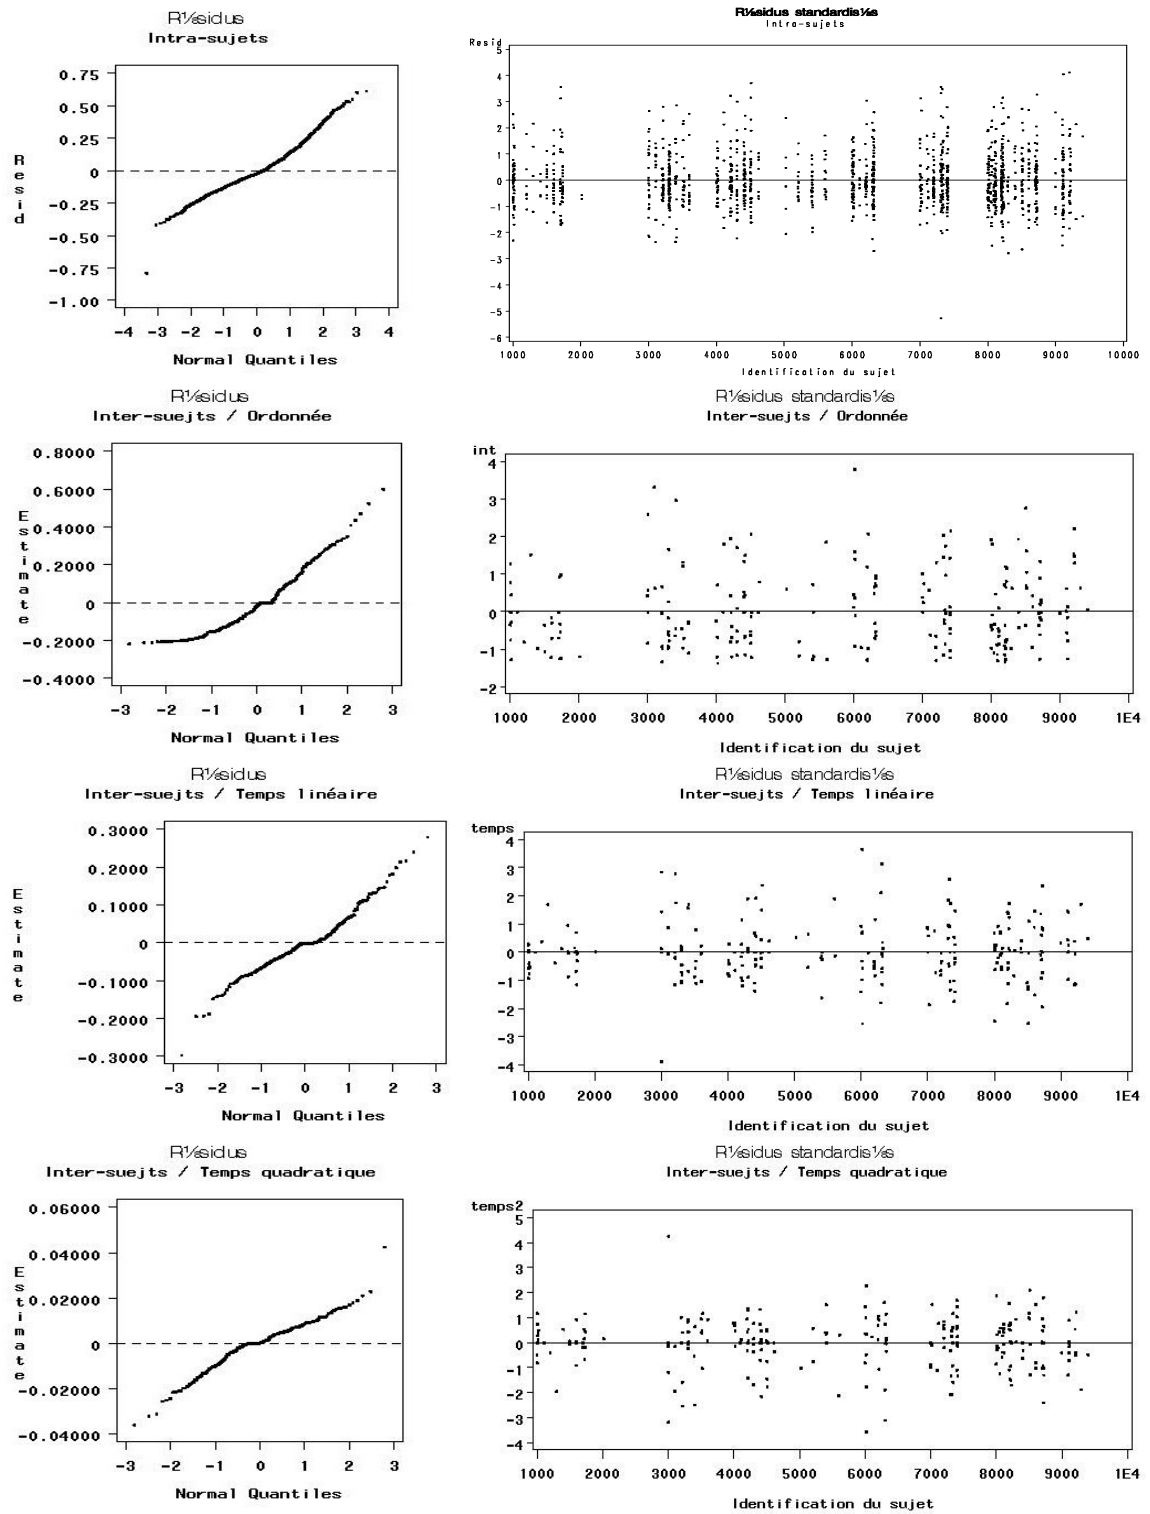 R½sidus
Intra-sujets
0.75
0.50
0.25
0
-0.25
-0.50
-0.75
-1.00
Resid
-4 -3 -2 -1 0 1 2 3 4
Normal Quantiles
R½sidus standardis½s
Intra-sujets
Resid
5
4
3
2
1
0
-1
-2
-3
-4
-5
-6
1000 2000 3000 4000 5000 6000 7000 8000 9000 10000
Identification du sujet
R½sidus
Inter-suejts / Ordonnée
0.8000
0.6000
0.4000
0.2000
0
-0.2000
-0.4000
Estimate
-3 -2 -1 0 1 2 3
Normal Quantiles
R½sidus standardis½s
Inter-suejts / Ordonnée
int
4
3
2
1
0
-1
-2
1000 2000 3000 4000 5000 6000 7000 8000 9000 1E4
Identification du sujet
R½sidus
Inter-suejts / Temps linéaire
0.3000
0.2000
0.1000
0
-0.1000
-0.2000
-0.3000
Estimate
-3 -2 -1 0 1 2 3
Normal Quantiles
R½sidus standardis½s
Inter-suejts / Temps linéaire
temps
4
3
2
1
0
-1
-2
-3
-4
1000 2000 3000 4000 5000 6000 7000 8000 9000 1E4
Identification du sujet
R½sidus
Inter-suejts / Temps quadratique
0.06000
0.04000
0.02000
0
-0.02000
-0.04000
Estimate
-3 -2 -1 0 1 2 3
Normal Quantiles
R½sidus standardis½s
Inter-suejts / Temps quadratique
temps2
5
4
3
2
1
0
-1
-2
-3
-4
1000 2000 3000 4000 5000 6000 7000 8000 9000 1E4
Identification du sujet